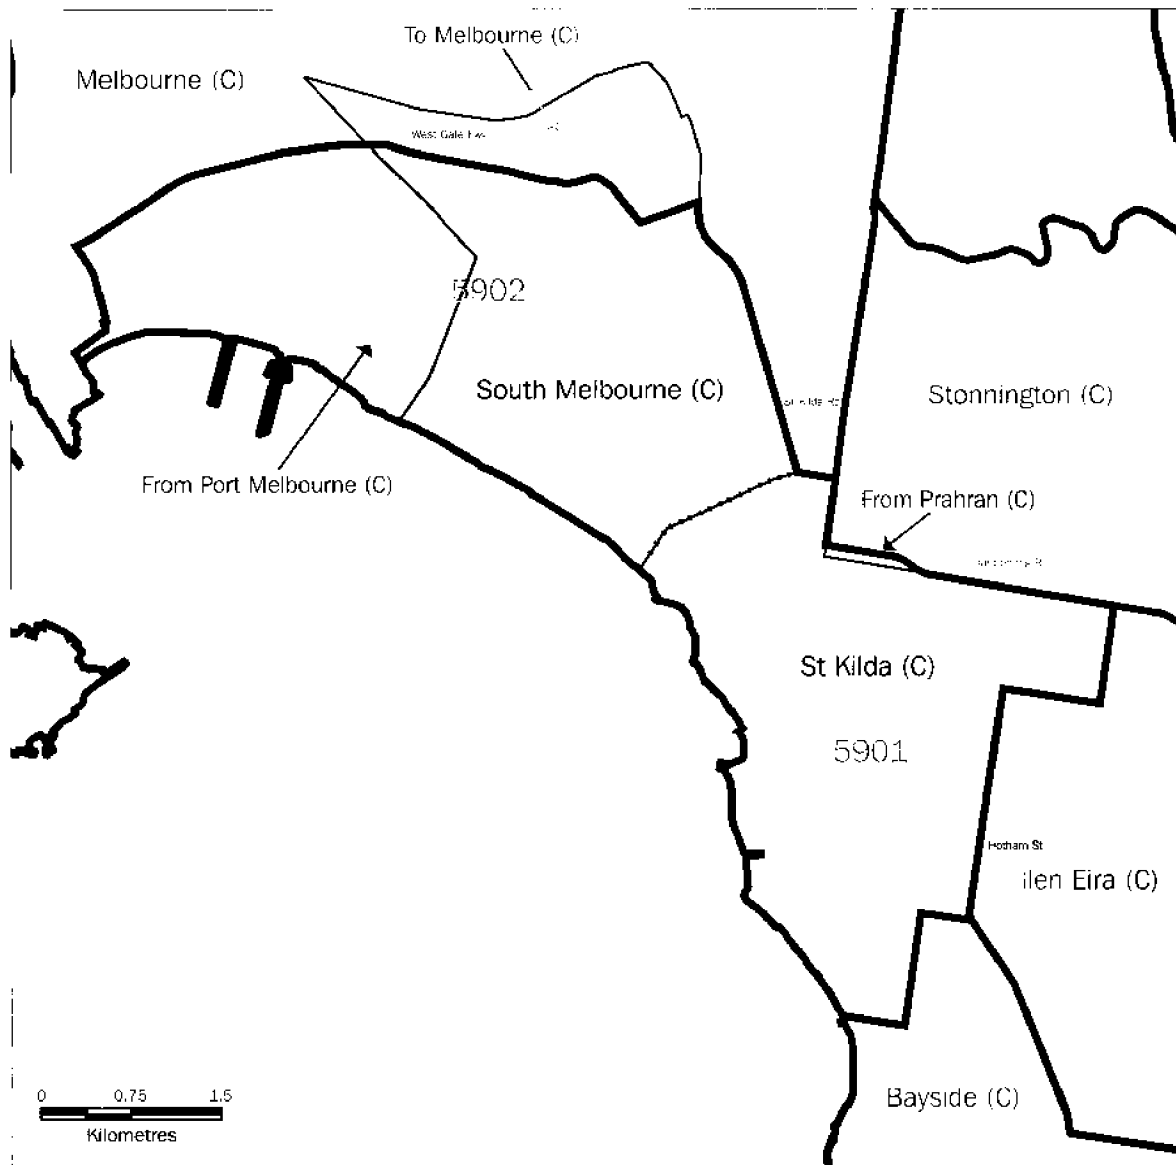 To Melbourne (C)
Melbourne (C)
West Gate Fwy
5902
South Melbourne (C)
Stonnington (C)
From Port Melbourne (C)
From Prahran (C)
St Kilda (C)
5901
Hotham St
len Eira (C)
0 0.75 1.5
Kilometres
Bayside (C)